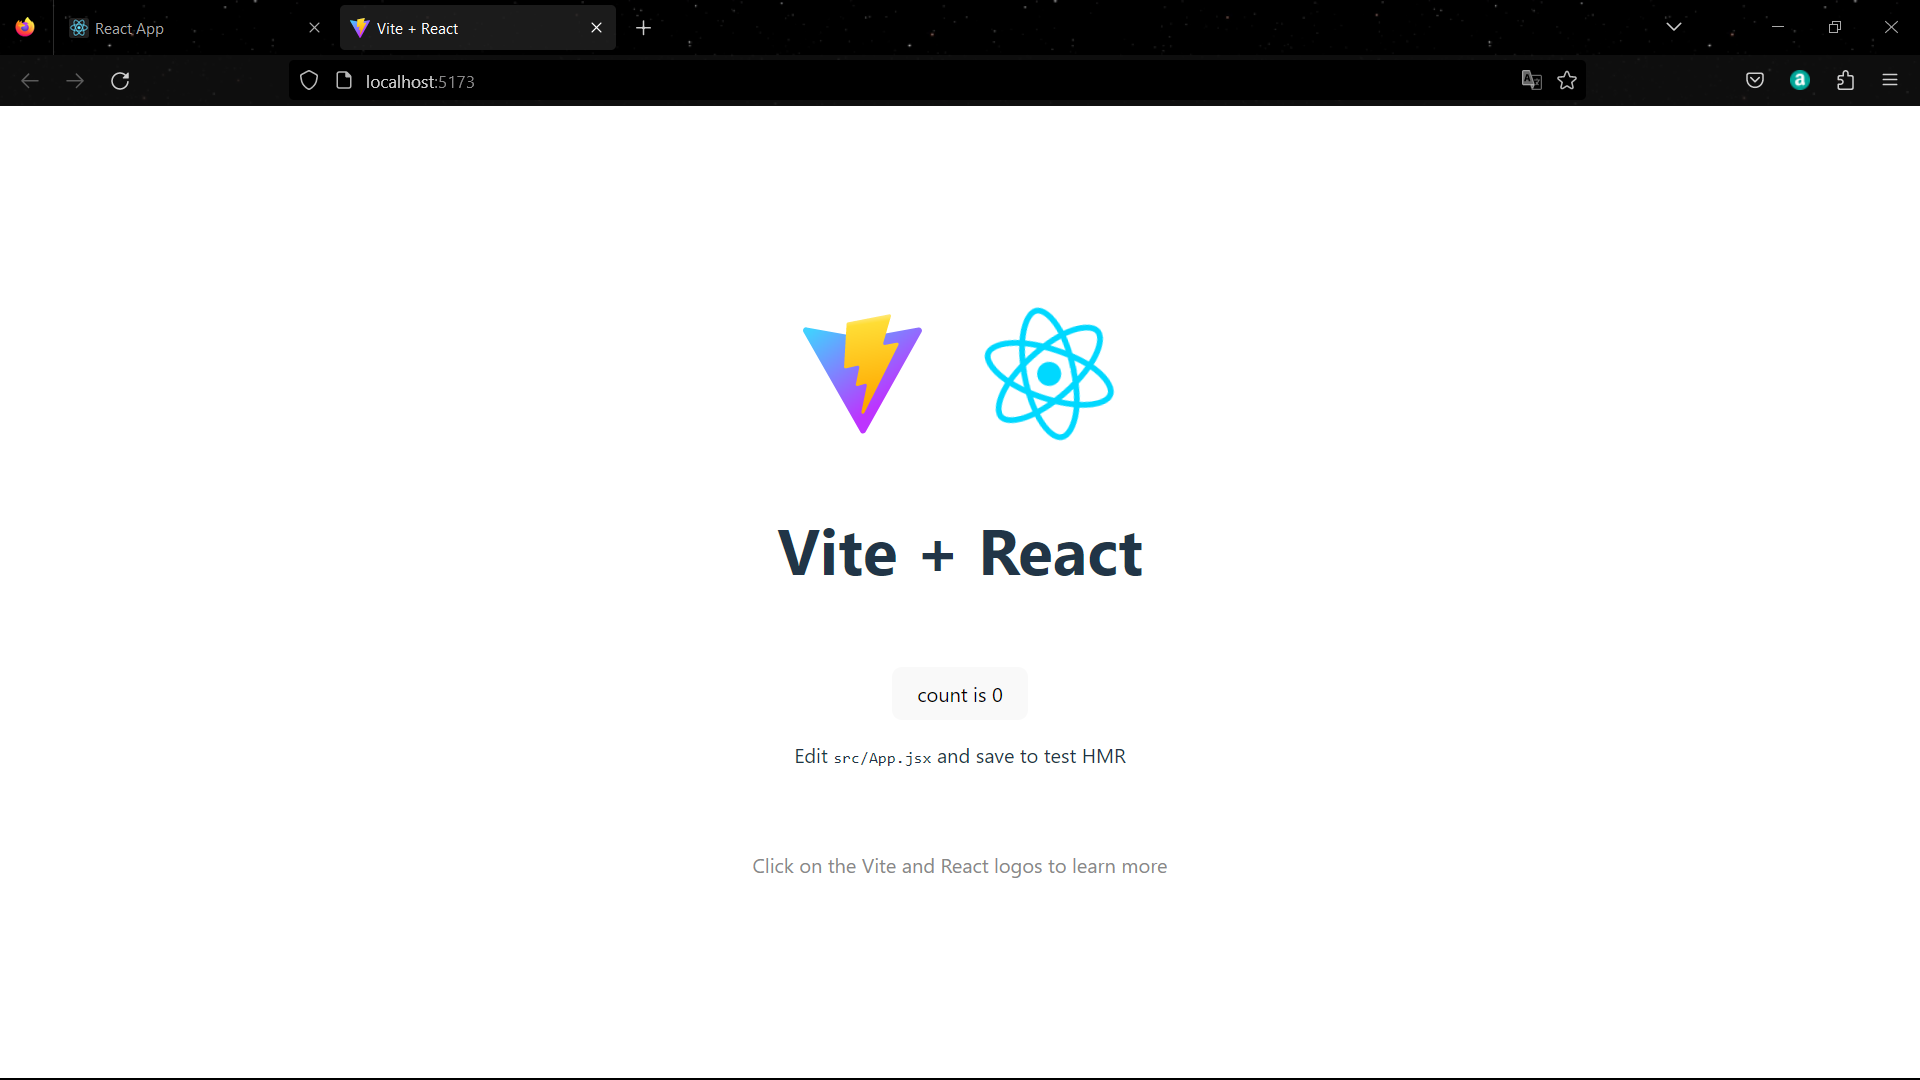 React App
Vite + React
localhost:5173
Vite + React
count is 0
Edit src/App.jsx and save to test HMR
Click on the Vite and React logos to learn more